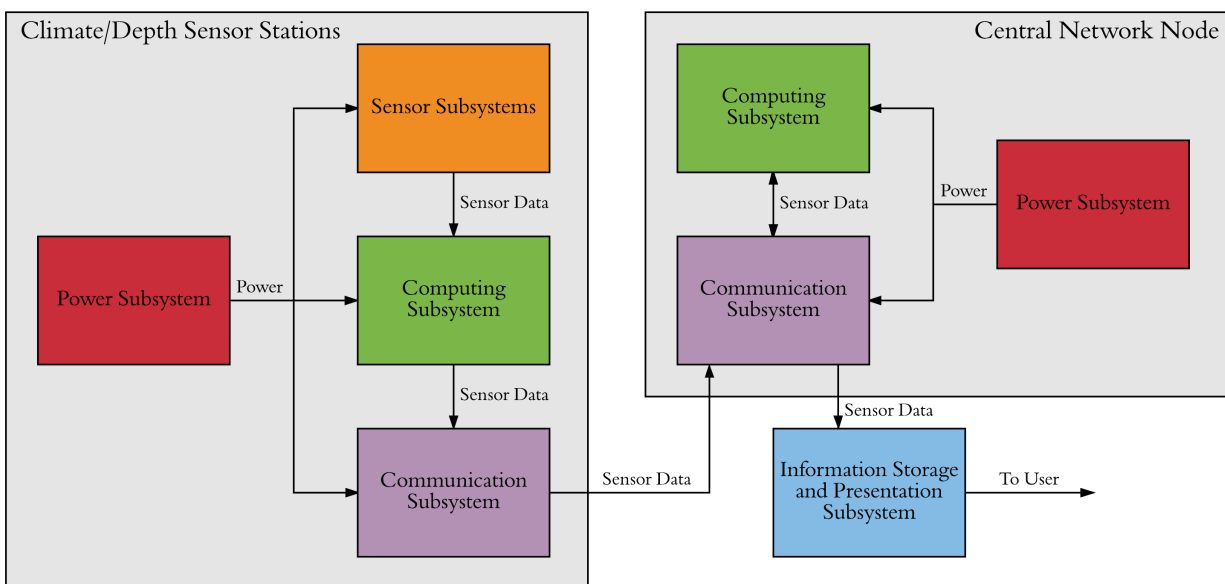 Climate/Depth Sensor Stations
Sensor Subsystems
Sensor Data
Power Subsystem
Power
Computing
Subsystem
Sensor Data
Communication
Subsystem
Sensor Data
Central Network Node
Computing
Subsystem
Sensor Data
Power
Power Subsystem
Communication
Subsystem
Sensor Data
Information Storage
and Presentation
Subsystem
To User